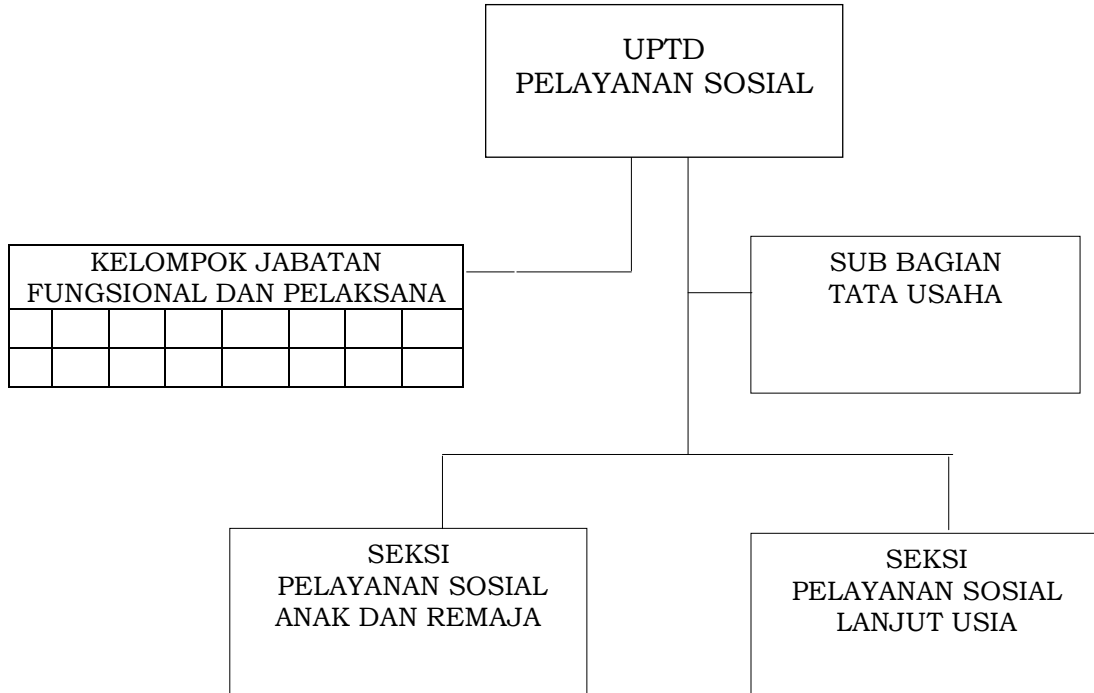 UPTD
PELAYANAN SOSIAL
KELOMPOK JABATAN
FUNGSIONAL DAN PELAKSANA
SUB BAGIAN
TATA USAHA
SEKSI
PELAYANAN SOSIAL
ANAK DAN REMAJA
SEKSI
PELAYANAN SOSIAL
LANJUT USIA